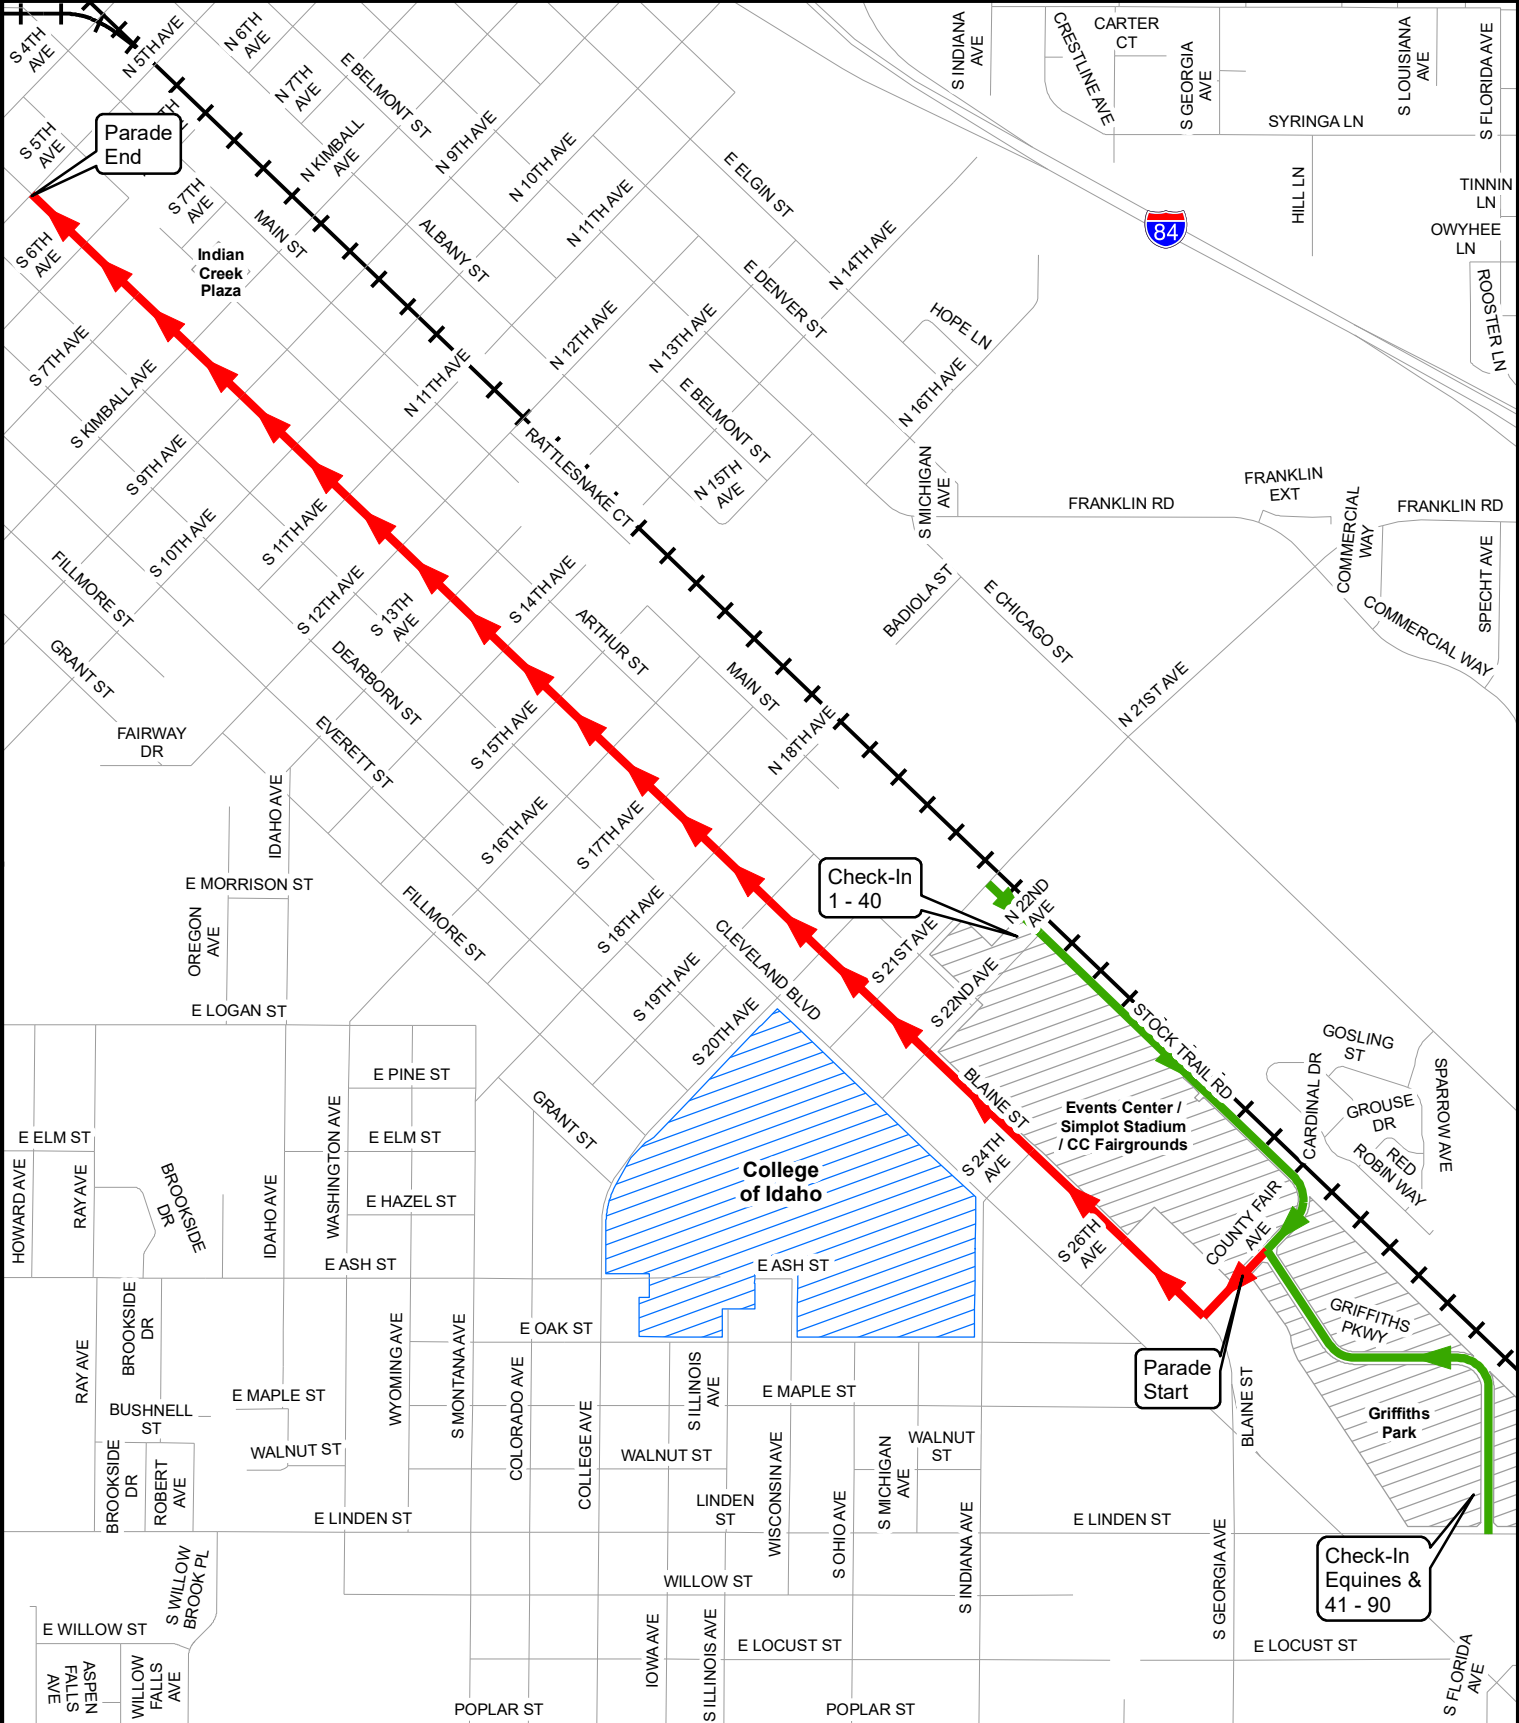 S 4TH
AVE
N 5TH AVE
N 6TH
AVE
N 7TH
AVE
E BELMONT ST
S INDIANA
AVE
CRESTLINE AVE
CARTER
CT
S GEORGIA
AVE
S LOUISIANA
AVE
S FLORIDA AVE
SYRINGA LN
Parade
End
S 5TH
AVE
TH
N KIMBALL
AVE
N 9TH AVE
N 10TH AVE
N 11TH AVE
E ELGIN ST
HILL LN
TINNIN
LN
OWYHEE
LN
ROOSTER LN
84
S 7TH
AVE
MAIN ST
S 6TH
AVE
Indian
Creek
Plaza
ALBANY ST
N 14TH AVE
E DENVER ST
HOPE LN
S 7TH AVE
S KIMBALL AVE
S 9TH AVE
N 11TH AVE
N 12TH AVE
N 13TH AVE
E BELMONT ST
N 16TH AVE
N 15TH
AVE
RATTLESNAKE CT
S MICHIGAN
AVE
FRANKLIN RD
FRANKLIN
EXT
COMMERCIAL
WAY
FRANKLIN RD
SPECHT AVE
COMMERCIAL WAY
S 10TH AVE
S 11TH AVE
S 12TH AVE
S 13TH
AVE
S 14TH AVE
FILLMORE ST
GRANT ST
FAIRWAY
DR
DEARBORN ST
EVERETT ST
ARTHUR ST
MAIN ST
BADIOLA ST
E CHICAGO ST
N 21ST AVE
S 15TH AVE
N 18TH AVE
S 16TH AVE
S 17TH AVE
IDAHO AVE
E MORRISON ST
OREGON
AVE
E LOGAN ST
FILLMORE ST
S 18TH AVE
S 19TH AVE
S 20TH AVE
CLEVELAND BLVD
Check-In
1 - 40
N 22ND
AVE
S 21ST AVE
S 22ND AVE
STOCK TRAIL RD
BLAINE ST
Events Center /
Simplot Stadium
/ CC Fairgrounds
GOSLING
ST
CARDINAL DR
GROUSE
DR
RED
ROBIN WAY
SPARROW AVE
E PINE ST
E ELM ST
E ELM ST
GRANT ST
WASHINGTON AVE
HOWARD AVE
RAY AVE
BROOKSIDE
DR
IDAHO AVE
E HAZEL ST
E ASH ST
College
of Idaho
E ASH ST
S 24TH
AVE
S 26TH
AVE
COUNTY FAIR
AVE
GRIFFITHS
PKWY
BROOKSIDE
DR
RAY AVE
E OAK ST
WYOMING AVE
S MONTANA AVE
COLORADO AVE
COLLEGE AVE
S ILLINOIS
AVE
E MAPLE ST
E MAPLE ST
BUSHNELL
ST
WALNUT ST
WALNUT ST
WALNUT
ST
Parade
Start
BLAINE ST
Griffiths
Park
BROOKSIDE
DR
ROBERT
AVE
E LINDEN ST
LINDEN
ST
WISCONSIN AVE
S OHIO AVE
S MICHIGAN
AVE
S INDIANA AVE
E LINDEN ST
S GEORGIA AVE
Check-In
Equines &
41 - 90
S WILLOW
BROOK PL
WILLOW ST
E WILLOW ST
ASPEN
FALLS
AVE
WILLOW
FALLS
AVE
IOWA AVE
S ILLINOIS AVE
E LOCUST ST
E LOCUST ST
S FLORIDA
AVE
POPLAR ST
POPLAR ST